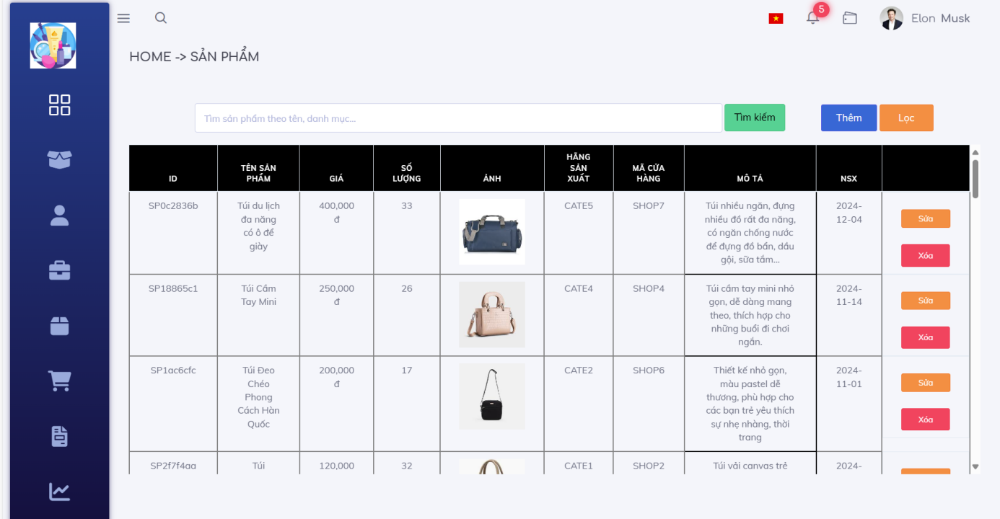 5
Elon Musk
HOME -> SẢN PHẨM
Tìm sản phẩm theo tên, danh mục...
Tìm kiếm
Thêm
Lọc
ID
TÊN SẢN
PHẨM
GIÁ
SỐ
LƯỢNG
ẢNH
HÃNG
SẢN
XUẤT
MÃ CỬA
HÀNG
MÔ TẢ
NSX
SP0c2836b
Túi du lịch
đa năng
có ô để
giày
400,000
đ
33
CATE5
SHOP7
Túi nhiều ngăn, đựng
nhiều đồ rất đa năng,
có ngăn chống nước
để đựng đồ bẩn, dầu
gội, sữa tắm...
2024-
12-04
Sửa
Xóa
SP18865c1
Túi Cầm
Tay Mini
250,000
đ
26
CATE4
SHOP4
Túi cầm tay mini nhỏ
gọn, dễ dàng mang
theo, thích hợp cho
những buổi đi chơi
ngắn.
2024-
11-14
Sửa
Xóa
SP1ac6cfc
Túi Đeo
Chéo
Phong
Cách Hàn
Quốc
200,000
đ
17
CATE2
SHOP6
Thiết kế nhỏ gọn,
màu pastel dễ
thương, phù hợp cho
các bạn trẻ yêu thích
sự nhẹ nhàng, thời
trang
2024-
11-01
Sửa
Xóa
SP2f7f4aa
Túi
120,000
32
CATE1
SHOP2
Túi vải canvas trẻ
2024-